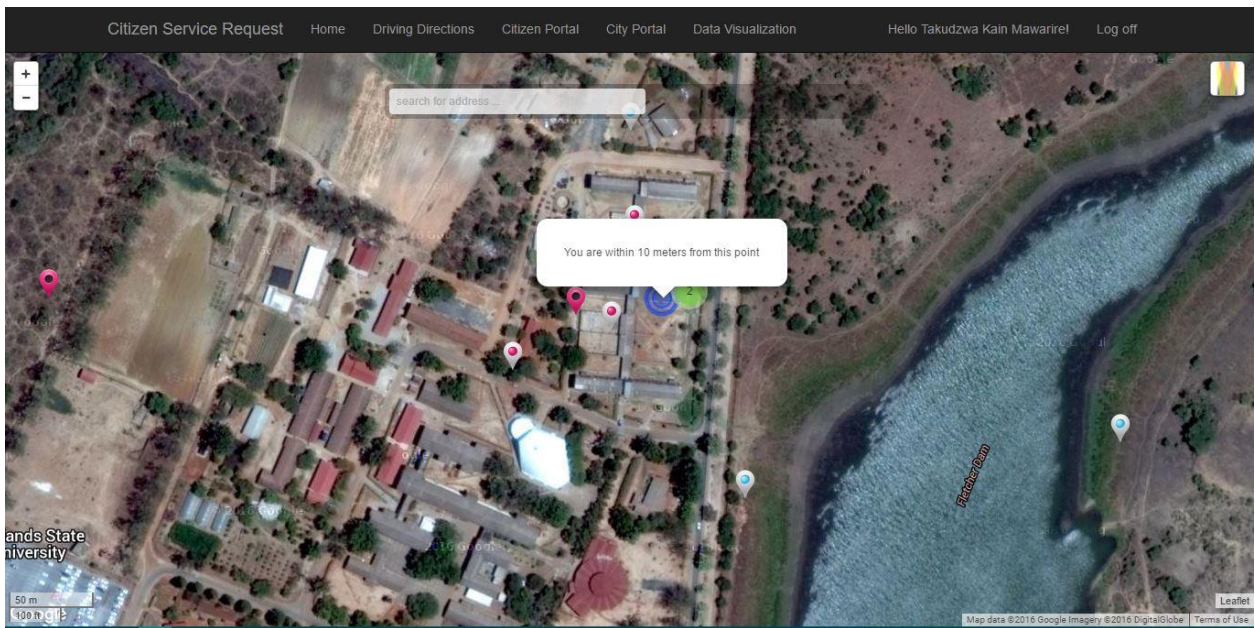 Citizen Service Request Home Driving Directions Citizen Portal City Portal Data Visualization Hello Takudzwa Kain Mawarire! Log off
+
-
search for address ...
You are within 10 meters from this point
2
Fletcher Dam
ands State
niversity
50 m
100 ft
Google
Leaflet
Map data ©2016 Google Imagery ©2016 DigitalGlobe Terms of Use